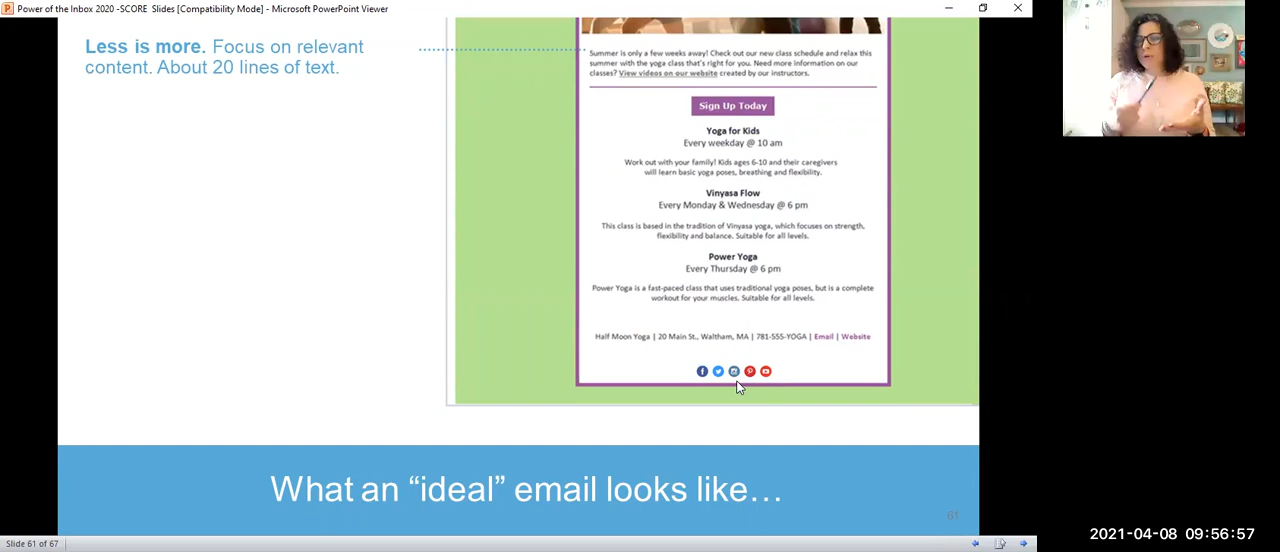 Power of the Inbox 2020 -SCORE Slides [Compatibility Mode] - Microsoft PowerPoint Viewer
Less is more. Focus on relevant
content. About 20 lines of text.
Summer is only a few weeks away! Check out our new class schedule and relax this
summer with the yoga class that's right for you. Need more information on our
classes? View videos on our website created by our instructors.
Sign Up Today
Yoga for Kids
Every weekday @ 10 am
Work out with your family! Kids ages 6-10 and their caregivers
will learn basic yoga poses, breathing and flexibility.
Vinyasa Flow
Every Monday & Wednesday @ 6 pm
This class is based in the tradition of Vinyasa yoga, which focuses on strength,
flexibility and balance. Suitable for all levels.
Power Yoga
Every Thursday @ 6 pm
Power Yoga is a fast-paced class that uses traditional yoga poses, but is a complete
workout for your muscles. Suitable for all levels.
Half Moon Yoga | 20 Main St., Waltham, MA | 781-555-YOGA | Email | Website
What an “ideal” email looks like…
61
Slide 61 of 67
2021-04-08 09:56:57